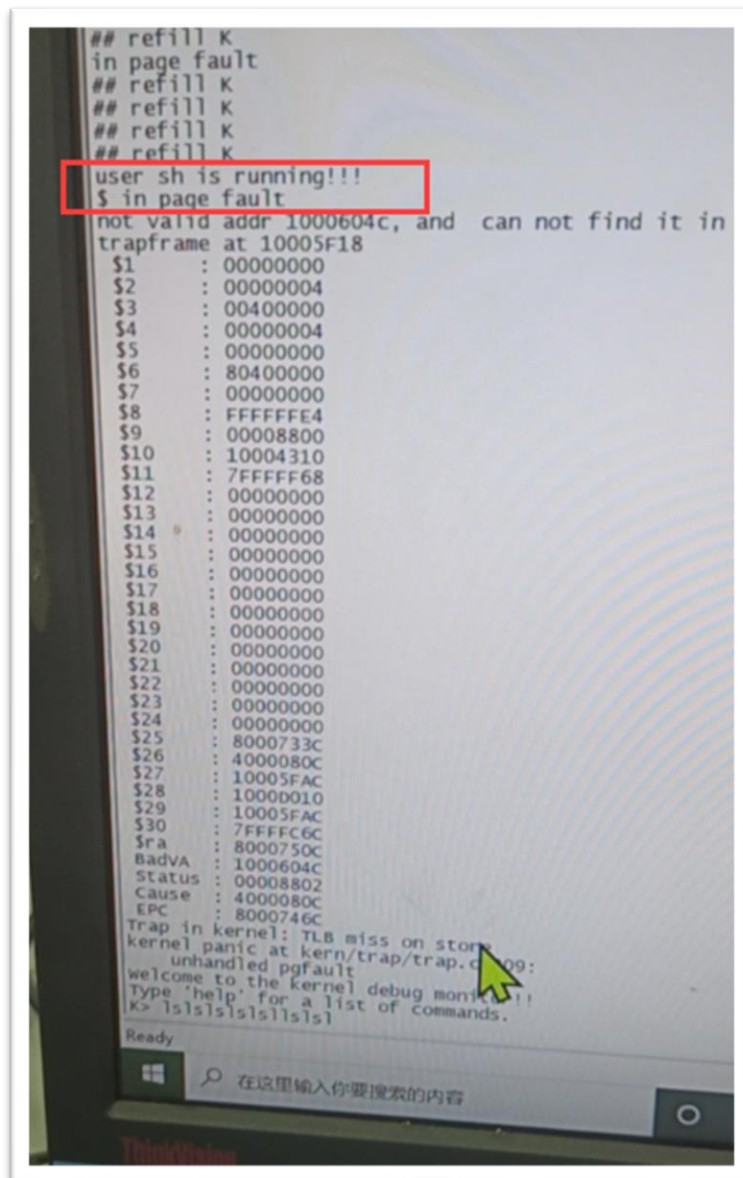 ## refill K
in page fault
## refill K
## refill K
## refill K
## refill K
user sh is running!!!
$ in page fault
not valid addr 1000604c, and  can not find it in
trapframe at 10005F18
$1 : 00000000
$2 : 00000004
$3 : 00400000
$4 : 00000004
$5 : 00000000
$6 : 80400000
$7 : 00000000
$8 : FFFFFFE4
$9 : 00008800
$10 : 10004310
$11 : 7FFFFF68
$12 : 00000000
$13 : 00000000
$14 : 00000000
$15 : 00000000
$16 : 00000000
$17 : 00000000
$18 : 00000000
$19 : 00000000
$20 : 00000000
$21 : 00000000
$22 : 00000000
$23 : 00000000
$24 : 00000000
$25 : 8000733C
$26 : 4000080C
$27 : 10005FAC
$28 : 1000D010
$29 : 10005FAC
$30 : 7FFFFC6C
$ra : 8000750C
BadVA : 1000604C
Status : 00008802
Cause : 4000080C
EPC : 8000746C
Trap in kernel: TLB miss on store
kernel panic at kern/trap/trap.c 09:
unhandled pgfault
welcome to the kernel debug !!
Type 'help' for a list of commands.
K> lslslslslsllslsl
Ready
在这里输入你要搜索的内容
ThinkVision